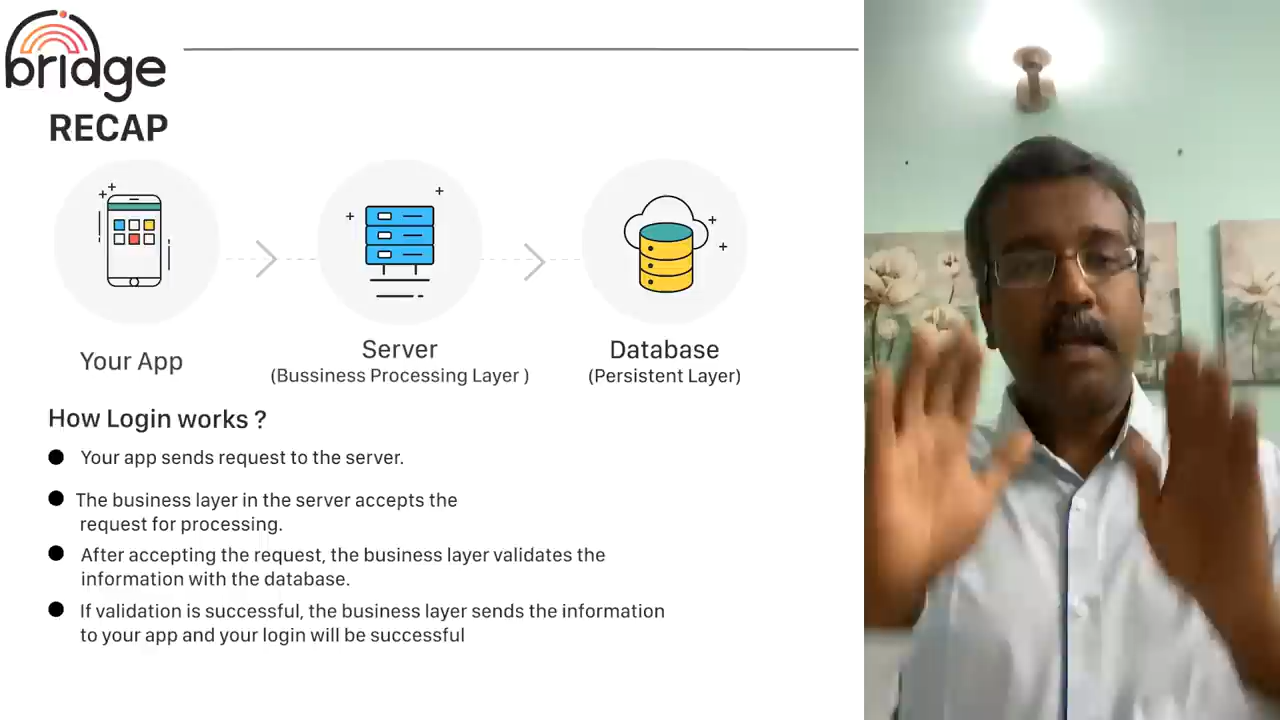 bridge
RECAP
Your App
Server
(Bussiness Processing Layer )
Database
(Persistent Layer)
How Login works ?
Your app sends request to the server.
The business layer in the server accepts the
request for processing.
After accepting the request, the business layer validates the
information with the database.
If validation is successful, the business layer sends the information
to your app and your login will be successful